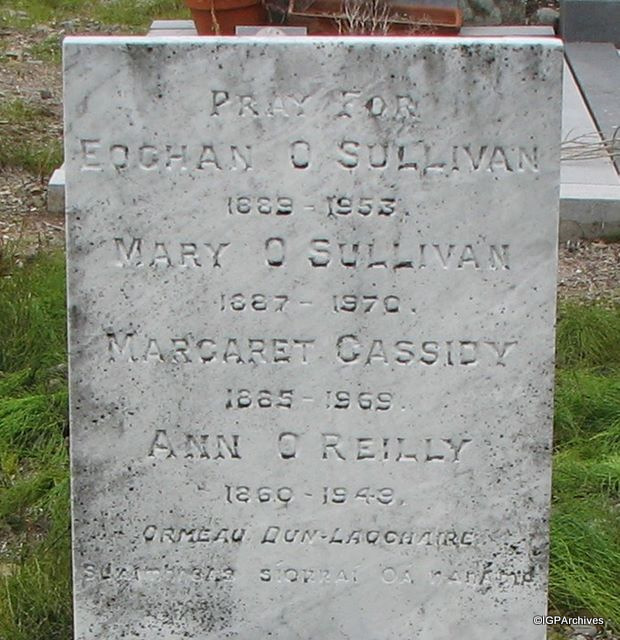 PRAY FOR
EOGHAN O SULLIVAN
1889 - 1953.
MARY O SULLIVAN
1887 - 1970.
MARGARET CASSIDY
1885 - 1969.
ANN O REILLY
1860 - 1943.
ORMEAU DUN-LAOGHAIRE
©IGPArchives